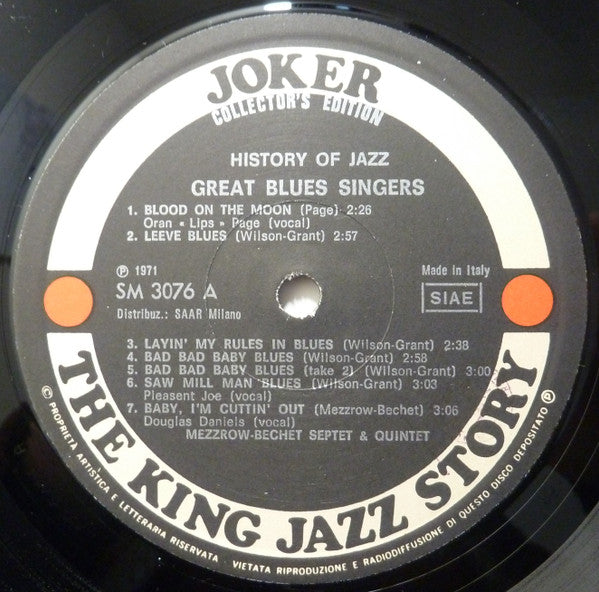 JOKER
COLLECTOR'S EDITION
HISTORY OF JAZZ
GREAT BLUES SINGERS
1. BLOOD ON THE MOON (Page) 2:26
Oran « Lips » Page (vocal)
2. LEEVE BLUES (Wilson-Grant) 2:57
℗ 1971
SM 3076 A
Distribuz.: SAAR Milano
Made in Italy
SIAE
3. LAYIN' MY RULES IN BLUES (Wilson-Grant) 2:38
4. BAD BAD BABY BLUES (Wilson-Grant) 2:58
5. BAD BAD BABY BLUES (take 2) (Wilson-Grant) 3:00
6. SAW MILL MAN BLUES (Wilson-Grant) 3:03
Pleasent Joe (vocal)
7. BABY, I'M CUTTIN' OUT (Mezzrow-Bechet) 3:06
Douglas Daniels (vocal)
MEZZROW-BECHET SEPTET & QUINTET
THE KING JAZZ STORY
© PROPRIETA ARTISTICA E LETTERARIA RISERVATA - VIETATA RIPRODUZIONE E RADIODIFFUSIONE DI QUESTO DISCO DEPOSITATO ℗